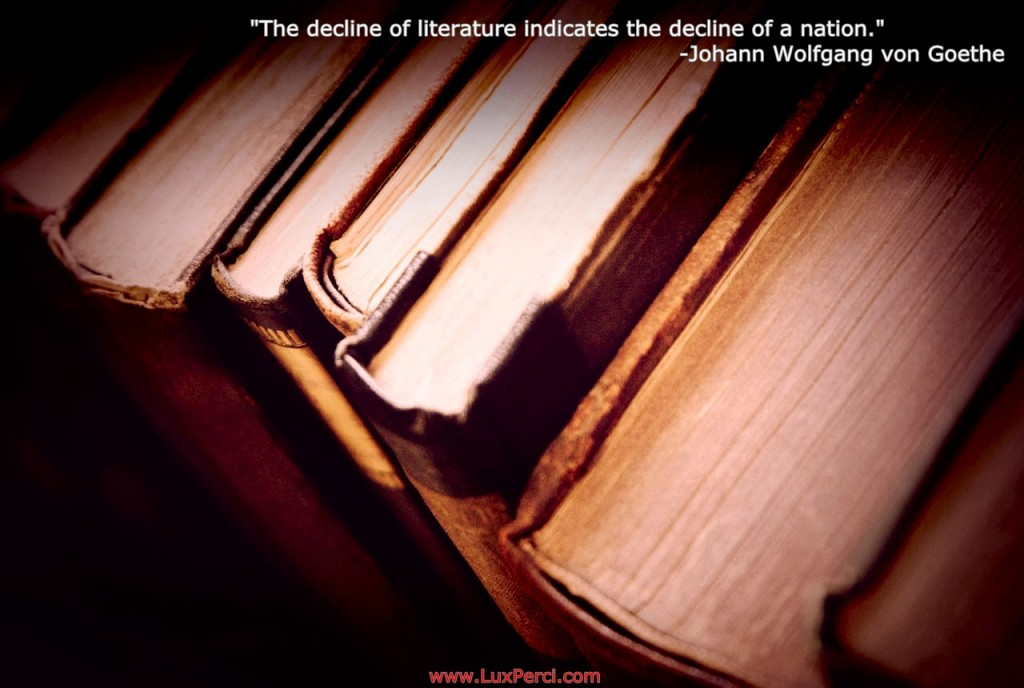 "The decline of literature indicates the decline of a nation."
-Johann Wolfgang von Goethe
www.LuxPerci.com